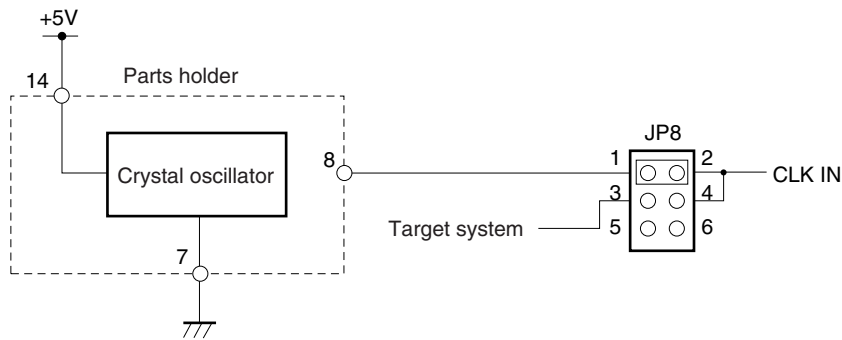 +5V
14
Parts holder
Crystal oscillator
8
7
JP8
1
2
CLK IN
3
4
Target system
5
6